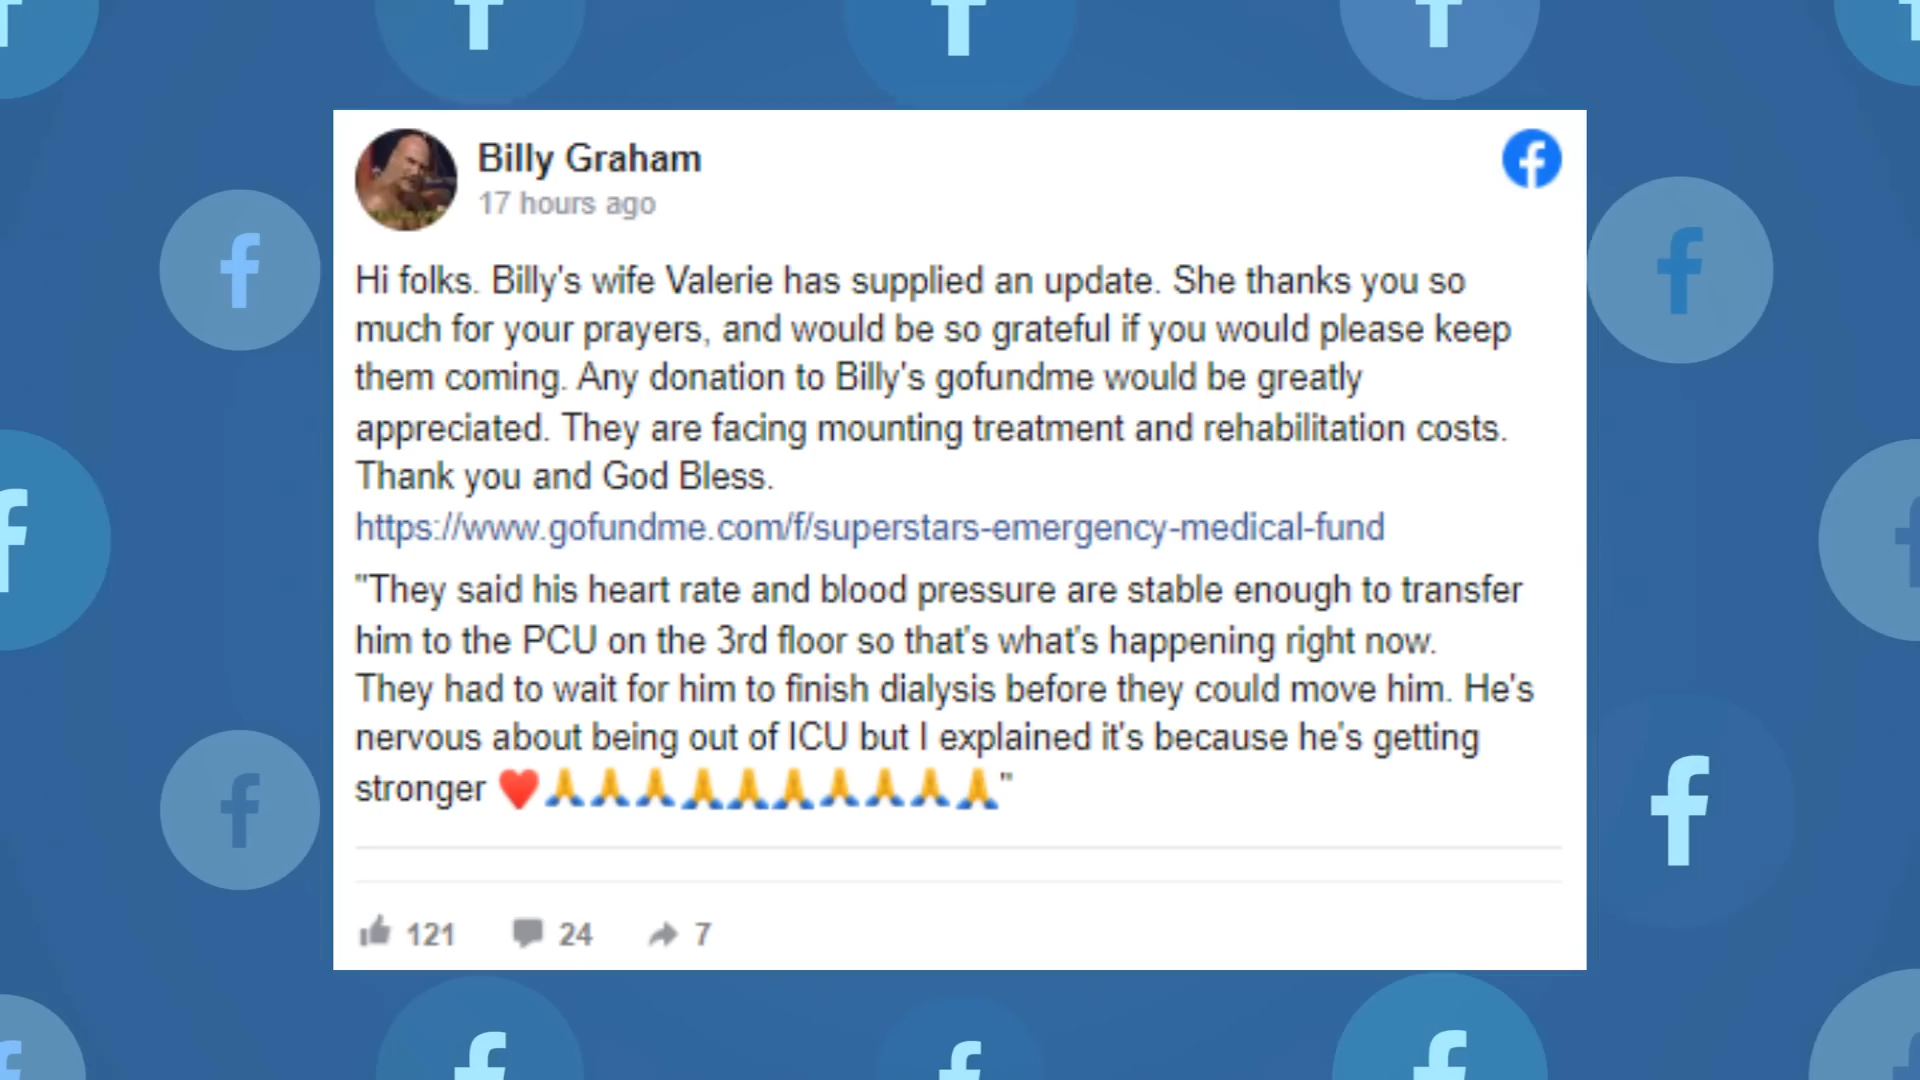 Billy Graham
17 hours ago
Hi folks. Billy's wife Valerie has supplied an update. She thanks you so
much for your prayers, and would be so grateful if you would please keep
them coming. Any donation to Billy's gofundme would be greatly
appreciated. They are facing mounting treatment and rehabilitation costs.
Thank you and God Bless.
https://www.gofundme.com/f/superstars-emergency-medical-fund
"They said his heart rate and blood pressure are stable enough to transfer
him to the PCU on the 3rd floor so that's what's happening right now.
They had to wait for him to finish dialysis before they could move him. He's
nervous about being out of ICU but I explained it's because he's getting
stronger ❤️🙏🙏🙏🙏🙏🙏🙏🙏🙏🙏"
121 24 7